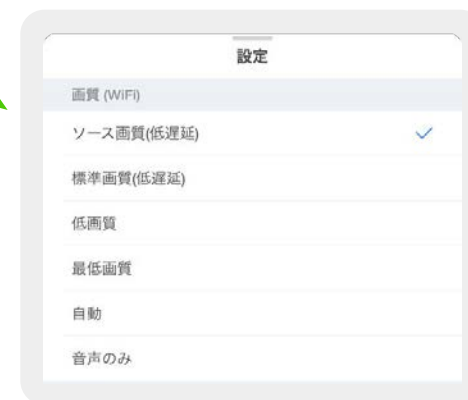 設定
画質 (WiFi)
ソース画質(低遅延)
標準画質(低遅延)
低画質
最低画質
自動
音声のみ